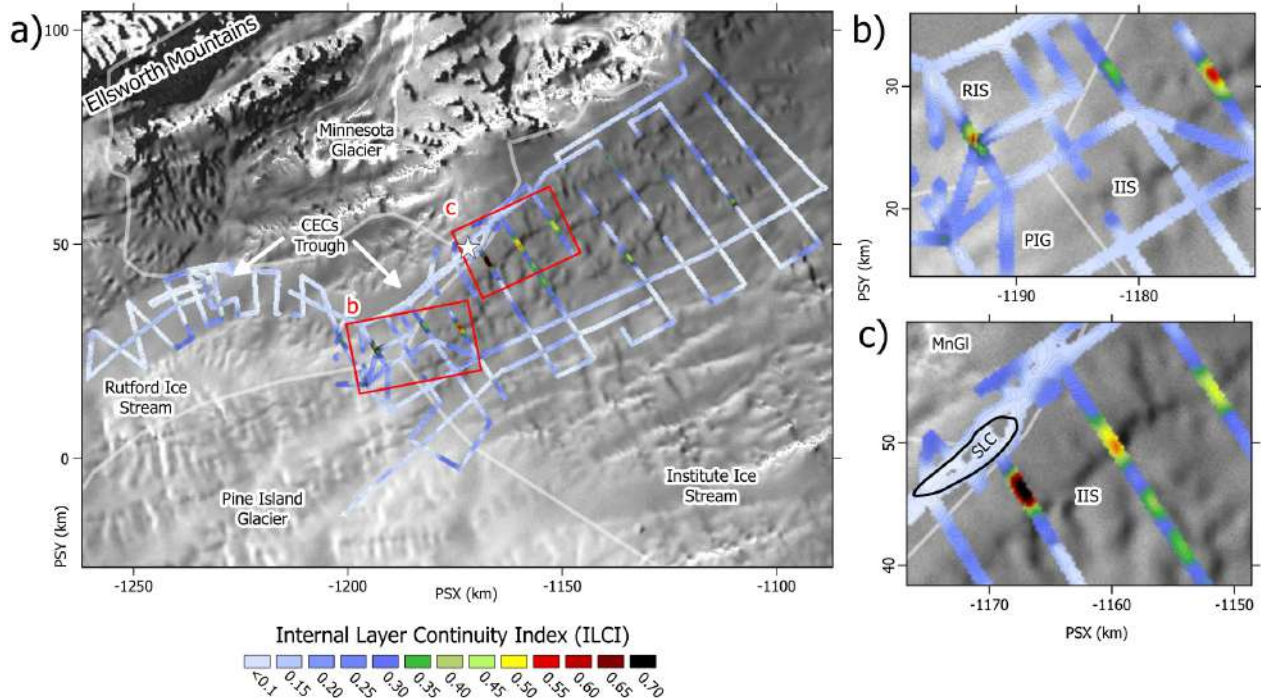 a)
Ellsworth Mountains
Minnesota
Glacier
CECs
Trough
c
b
Rutford Ice
Stream
Pine Island
Glacier
Institute Ice
Stream
100
50
0
PSY (km)
-1250
-1200
-1150
-1100
PSX (km)
b)
RIS
IIS
PIG
30
20
PSY (km)
-1190
-1180
c)
MnGl
SLC
IIS
50
40
-1170
-1160
-1150
PSX (km)
Internal Layer Continuity Index (ILCI)
<0.1
0.15
0.20
0.25
0.30
0.35
0.40
0.45
0.50
0.55
0.60
0.65
0.70